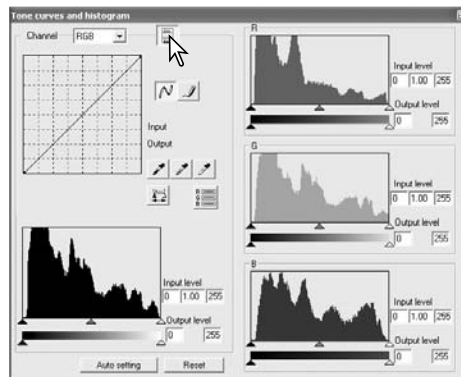 Tone curves and histogram
Channel RGB
Input
Output
Input level
0 1.00 255
Output level
0 255
Auto setting Reset
R
Input level
0 1.00 255
Output level
0 255
G
Input level
0 1.00 255
Output level
0 255
B
Input level
0 1.00 255
Output level
0 255